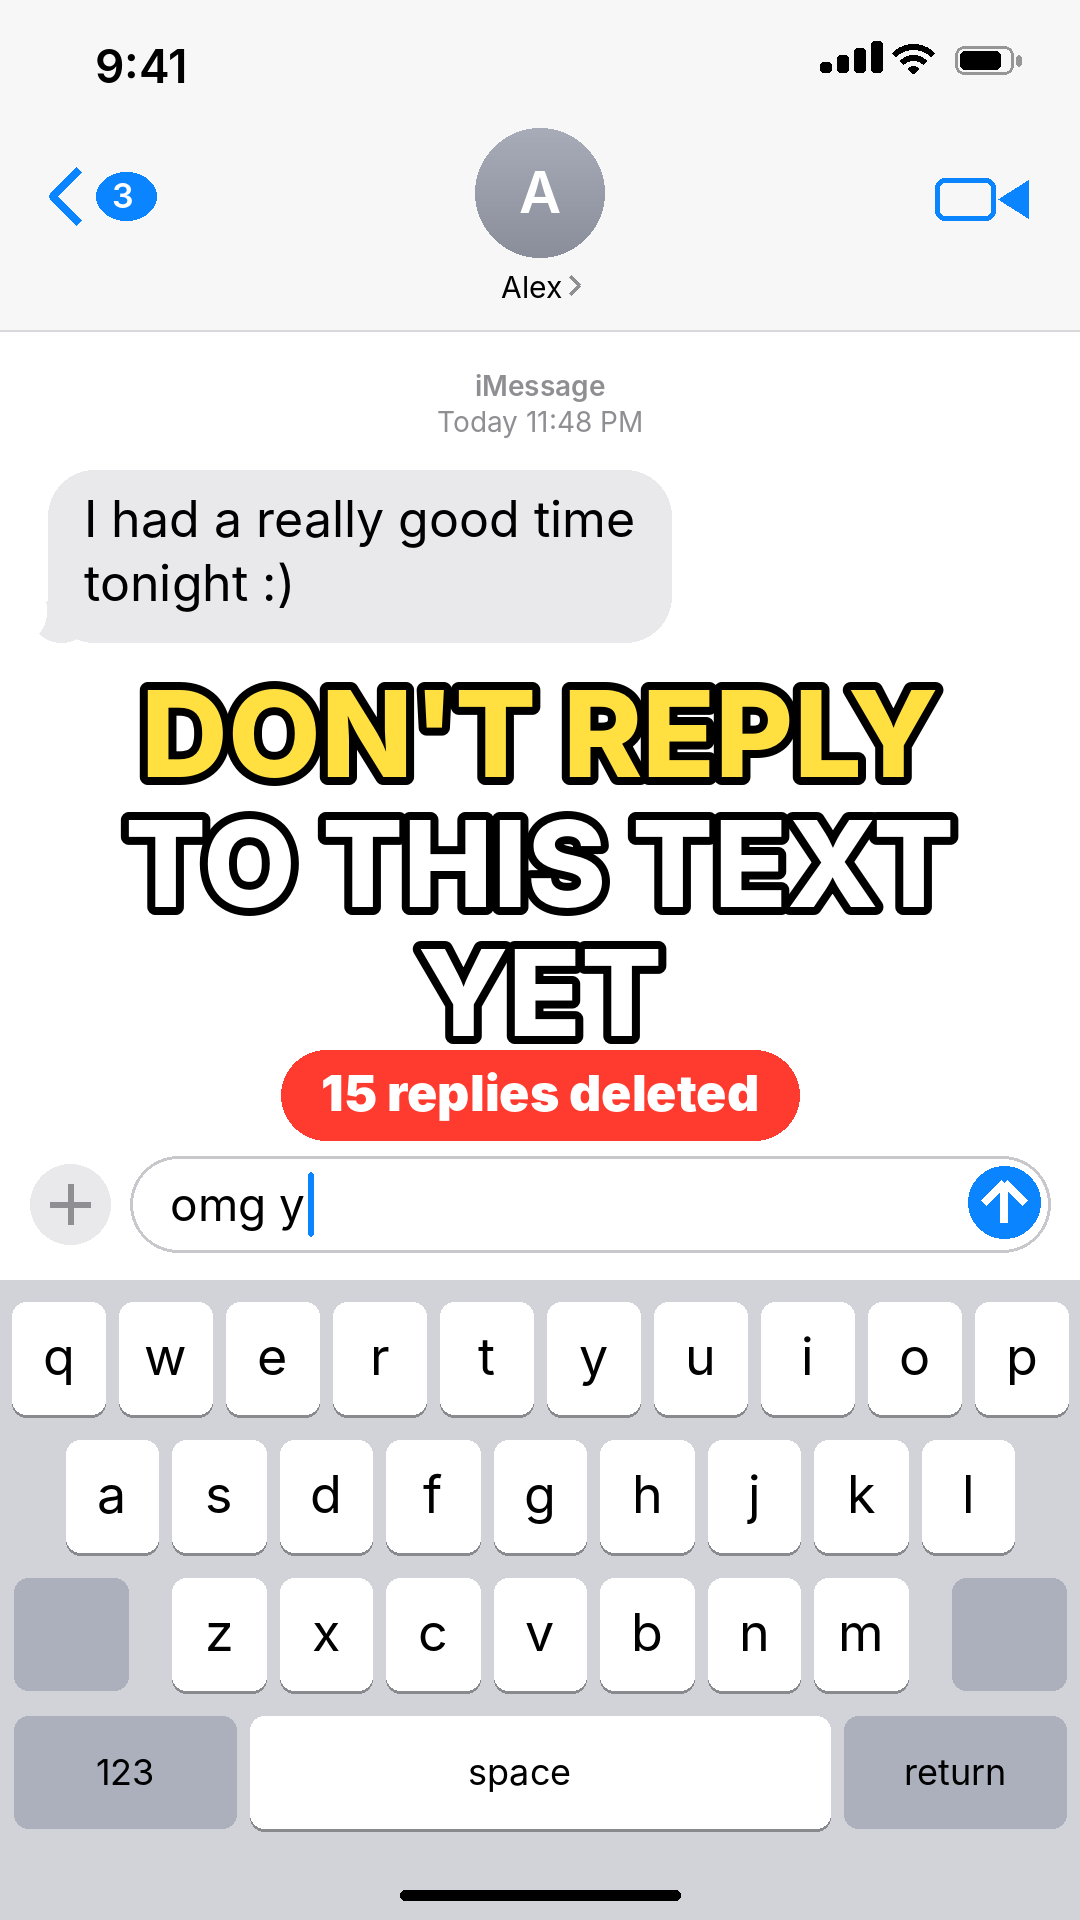 9:41
3
A
Alex
iMessage
Today 11:48 PM
I had a really good time
tonight :)
DON'T REPLY
TO THIS TEXT
YET
15 replies deleted
omg y
q w e r t y u i o p
a s d f g h j k l
z x c v b n m
123 space return